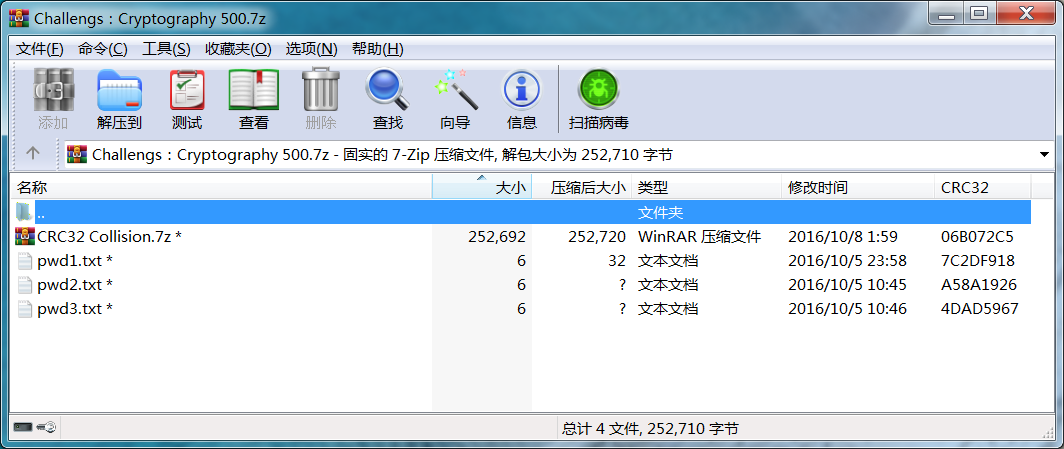 Challengs：Cryptography 500.7z
文件(F) 命令(C) 工具(S) 收藏夹(O) 选项(N) 帮助(H)
添加 解压到 测试 查看 删除 查找 向导 信息 扫描病毒
Challengs：Cryptography 500.7z - 固实的 7-Zip 压缩文件, 解包大小为 252,710 字节
名称 大小 压缩后大小 类型 修改时间 CRC32
.. 文件夹
CRC32 Collision.7z * 252,692 252,720 WinRAR 压缩文件 2016/10/8 1:59 06B072C5
pwd1.txt * 6 32 文本文档 2016/10/5 23:58 7C2DF918
pwd2.txt * 6 ? 文本文档 2016/10/5 10:45 A58A1926
pwd3.txt * 6 ? 文本文档 2016/10/5 10:46 4DAD5967
总计 4 文件, 252,710 字节